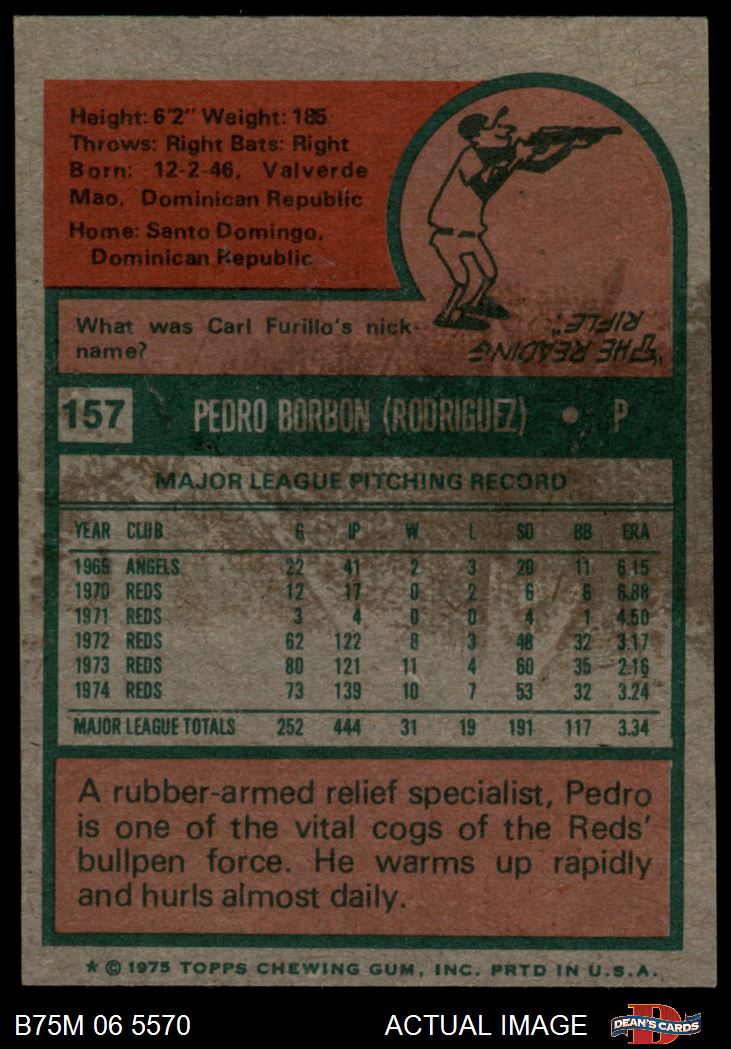 Height: 6'2" Weight: 185
Throws: Right Bats: Right
Born: 12-2-46, Valverde
Mao, Dominican Republic
Home: Santo Domingo,
Dominican Republic
What was Carl Furillo's nick-
name?
"THE READING
RIFLE".
157 PEDRO BORBON (RODRIGUEZ) • P
MAJOR LEAGUE PITCHING RECORD
YEAR CLUB G IP W L SO BB ERA
1969 ANGELS 22 41 2 3 20 11 6.15
1970 REDS 12 17 0 2 6 6 6.88
1971 REDS 3 4 0 0 4 1 4.50
1972 REDS 62 122 8 3 48 32 3.17
1973 REDS 80 121 11 4 60 35 2.16
1974 REDS 73 139 10 7 53 32 3.24
MAJOR LEAGUE TOTALS 252 444 31 19 191 117 3.34
A rubber-armed relief specialist, Pedro
is one of the vital cogs of the Reds'
bullpen force. He warms up rapidly
and hurls almost daily.
* © 1975 TOPPS CHEWING GUM, INC. PRTD IN U.S.A.
B75M 06 5570 ACTUAL IMAGE D DEAN'S CARDS